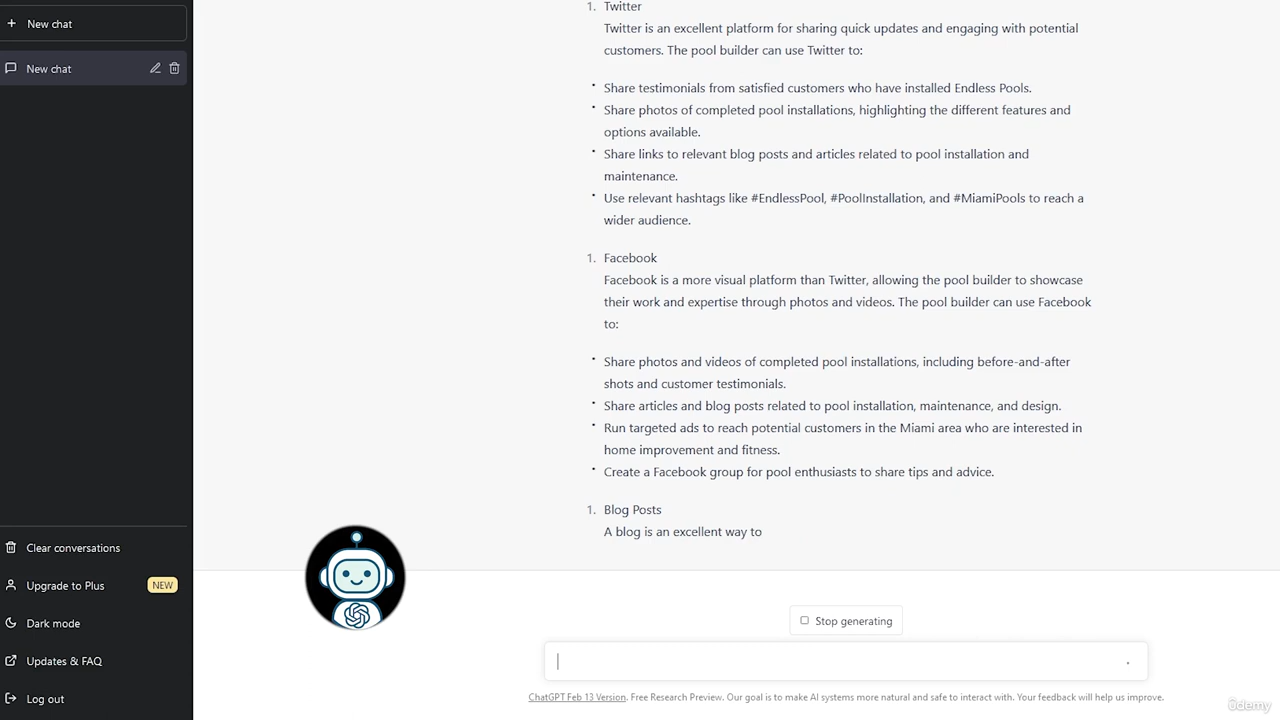 New chat
New chat
Clear conversations
Upgrade to Plus NEW
Dark mode
Updates & FAQ
Log out
1. Twitter
Twitter is an excellent platform for sharing quick updates and engaging with potential
customers. The pool builder can use Twitter to:
• Share testimonials from satisfied customers who have installed Endless Pools.
• Share photos of completed pool installations, highlighting the different features and
options available.
• Share links to relevant blog posts and articles related to pool installation and
maintenance.
• Use relevant hashtags like #EndlessPool, #PoolInstallation, and #MiamiPools to reach a
wider audience.
1. Facebook
Facebook is a more visual platform than Twitter, allowing the pool builder to showcase
their work and expertise through photos and videos. The pool builder can use Facebook
to:
• Share photos and videos of completed pool installations, including before-and-after
shots and customer testimonials.
• Share articles and blog posts related to pool installation, maintenance, and design.
• Run targeted ads to reach potential customers in the Miami area who are interested in
home improvement and fitness.
• Create a Facebook group for pool enthusiasts to share tips and advice.
1. Blog Posts
A blog is an excellent way to
Stop generating
ChatGPT Feb 13 Version. Free Research Preview. Our goal is to make AI systems more natural and safe to interact with. Your feedback will help us improve.
ûdemy